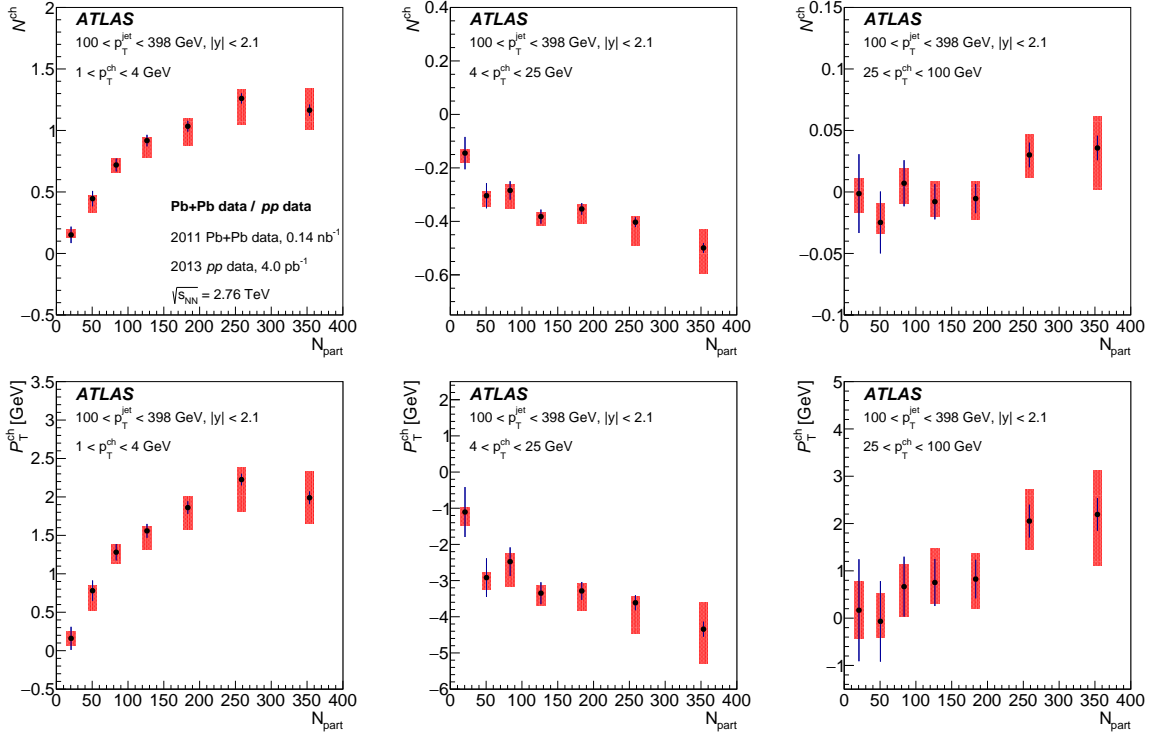 N^ch
ATLAS
100 < p_T^jet < 398 GeV, |y| < 2.1
1 < p_T^ch < 4 GeV
2
1.5
1
0.5
0
−0.5
Pb+Pb data / pp data
2011 Pb+Pb data, 0.14 nb^-1
2013 pp data, 4.0 pb^-1
√s_NN = 2.76 TeV
0 50 100 150 200 250 300 350 400
N_part
N^ch
ATLAS
100 < p_T^jet < 398 GeV, |y| < 2.1
4 < p_T^ch < 25 GeV
0.4
0.2
0
−0.2
−0.4
−0.6
0 50 100 150 200 250 300 350 400
N_part
N^ch
ATLAS
100 < p_T^jet < 398 GeV, |y| < 2.1
25 < p_T^ch < 100 GeV
0.15
0.1
0.05
0
−0.05
−0.1
0 50 100 150 200 250 300 350 400
N_part
P_T^ch [GeV]
ATLAS
100 < p_T^jet < 398 GeV, |y| < 2.1
1 < p_T^ch < 4 GeV
3.5
3
2.5
2
1.5
1
0.5
0
−0.5
0 50 100 150 200 250 300 350 400
N_part
P_T^ch [GeV]
ATLAS
100 < p_T^jet < 398 GeV, |y| < 2.1
4 < p_T^ch < 25 GeV
2
1
0
−1
−2
−3
−4
−5
−6
0 50 100 150 200 250 300 350 400
N_part
P_T^ch [GeV]
ATLAS
100 < p_T^jet < 398 GeV, |y| < 2.1
25 < p_T^ch < 100 GeV
5
4
3
2
1
0
−1
0 50 100 150 200 250 300 350 400
N_part